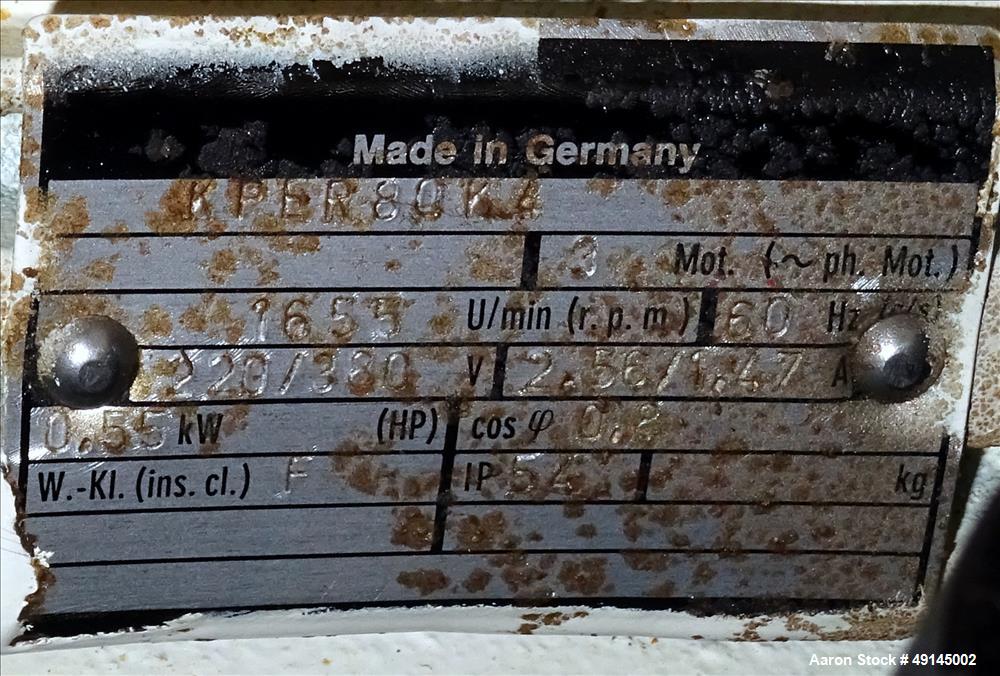 Made in Germany
KPER80K4
3 Mot. (~ ph. Mot.)
1655 U/min (r.p.m) 60 Hz (c/s)
220/380 V 2.56/1.47 A
0.55 kW (HP) cos φ 0.8
W.-Kl. (ins. cl.) F IP 54 kg
Aaron Stock # 49145002